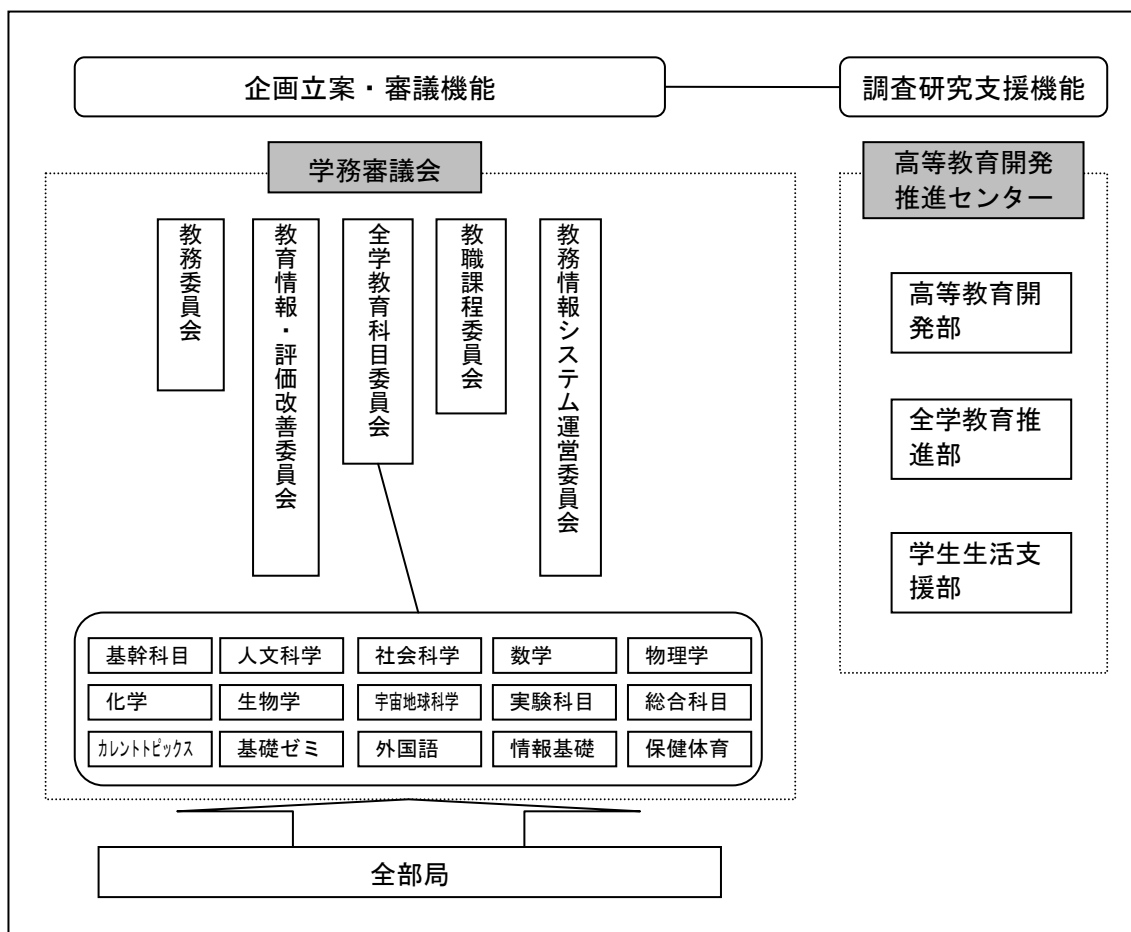 企画立案・審議機能
調査研究支援機能
学務審議会
高等教育開発
推進センター
教務委員会
教育情報・評価改善委員会
全学教育科目委員会
教職課程委員会
教務情報システム運営委員会
高等教育開
発部
全学教育推
進部
学生生活支
援部
基幹科目
人文科学
社会科学
数学
物理学
化学
生物学
宇宙地球科学
実験科目
総合科目
カレントトピックス
基礎ゼミ
外国語
情報基礎
保健体育
全部局